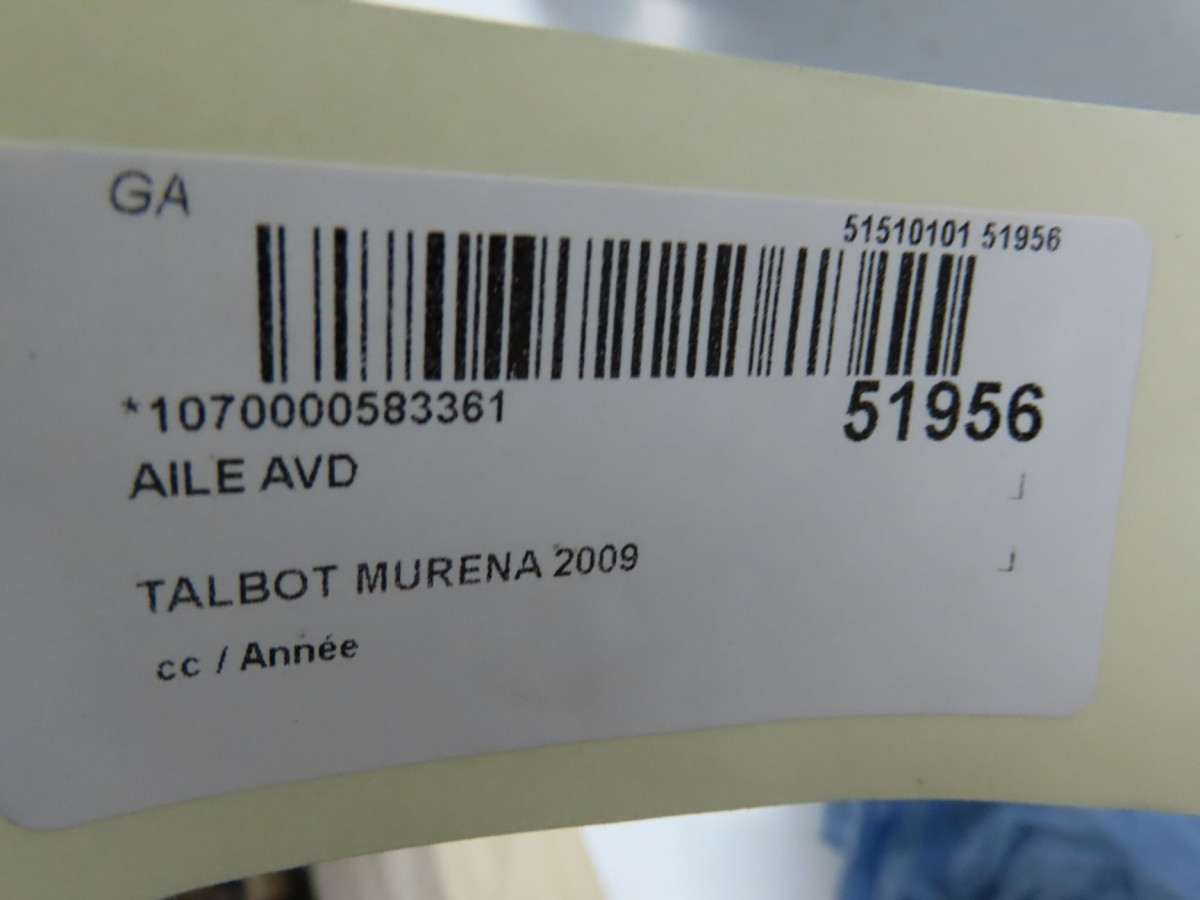 GA
51510101 51956
*1070000583361
51956
AILE AVD
TALBOT MURENA 2009
cc / Année